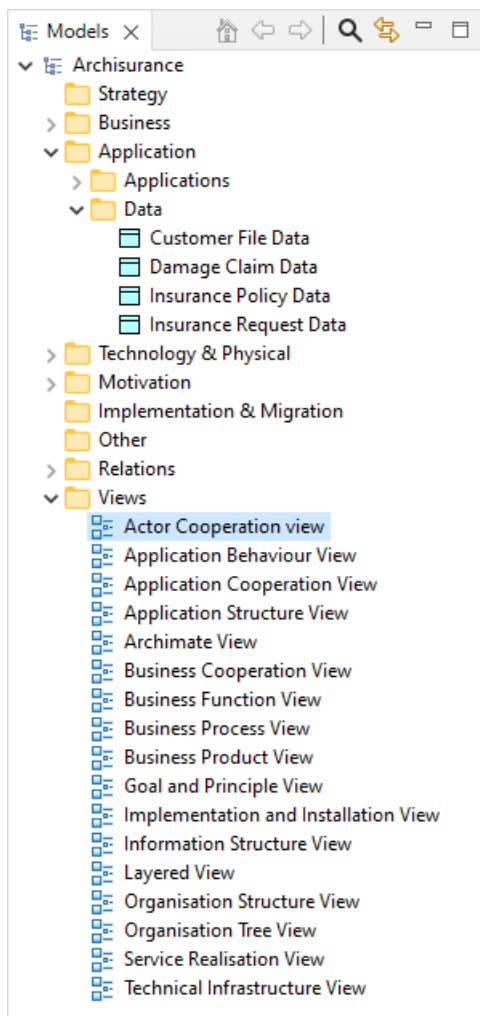 Models
Archisurance
Strategy
Business
Application
Applications
Data
Customer File Data
Damage Claim Data
Insurance Policy Data
Insurance Request Data
Technology & Physical
Motivation
Implementation & Migration
Other
Relations
Views
Actor Cooperation view
Application Behaviour View
Application Cooperation View
Application Structure View
Archimate View
Business Cooperation View
Business Function View
Business Process View
Business Product View
Goal and Principle View
Implementation and Installation View
Information Structure View
Layered View
Organisation Structure View
Organisation Tree View
Service Realisation View
Technical Infrastructure View